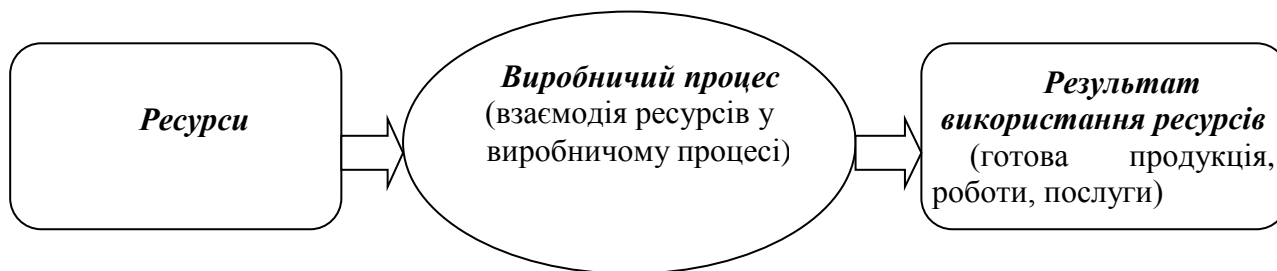 Ресурси
Виробничий процес
(взаємодія ресурсів у
виробничому процесі)
Результат
використання ресурсів
(готова продукція,
роботи, послуги)